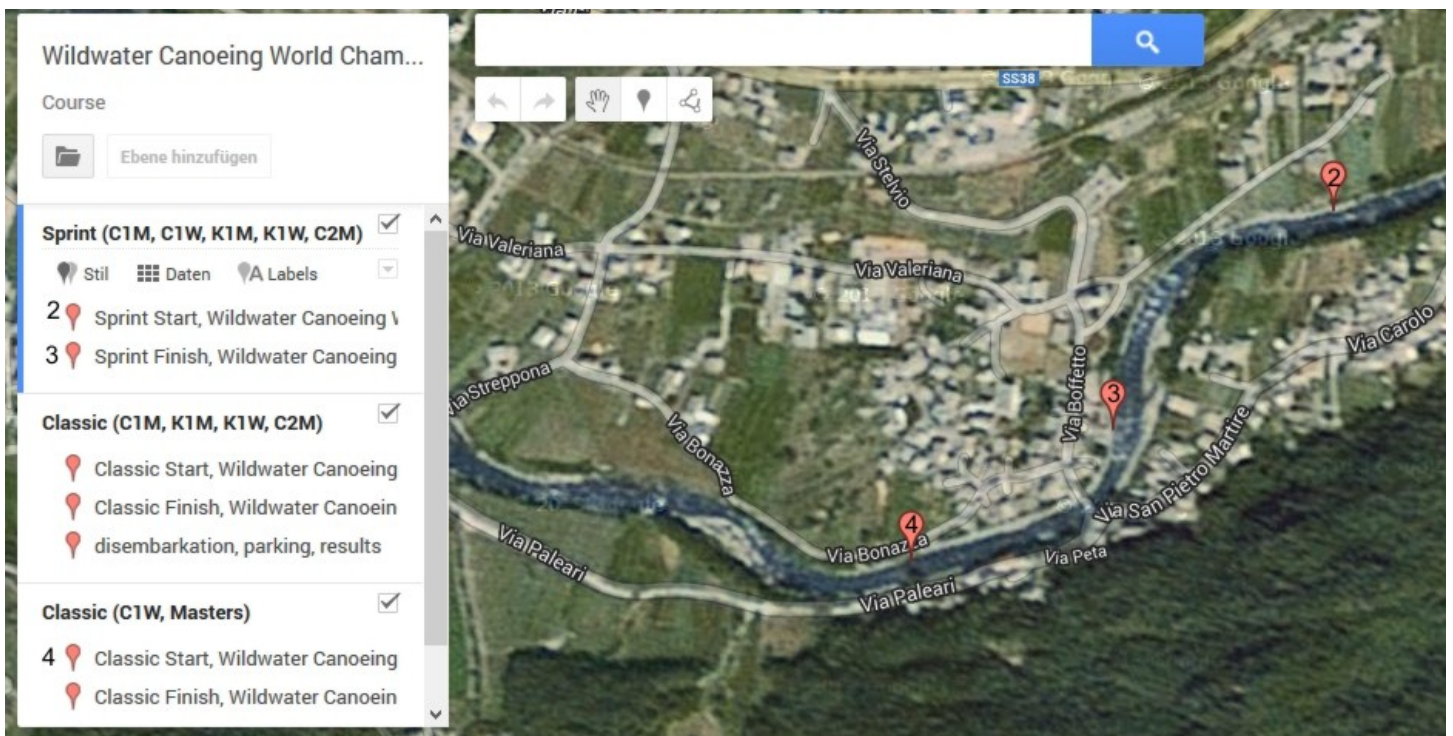 Wildwater Canoeing World Cham...
Course
Ebene hinzufügen
Sprint (C1M, C1W, K1M, K1W, C2M)
Stil Daten Labels
2 Sprint Start, Wildwater Canoeing
3 Sprint Finish, Wildwater Canoeing
Classic (C1M, K1M, K1W, C2M)
Classic Start, Wildwater Canoeing
Classic Finish, Wildwater Canoein
disembarkation, parking, results
Classic (C1W, Masters)
4 Classic Start, Wildwater Canoeing
Classic Finish, Wildwater Canoein
SS38
Via Stelvio
2
Via Valeriana
Via Valeriana
Via Carolo
Via Streppona
Via Boffetto
3
Via Bonazza
Via San Pietro Martire
4
Via Bonazza
Via Peta
Via Paleari
Via Paleari